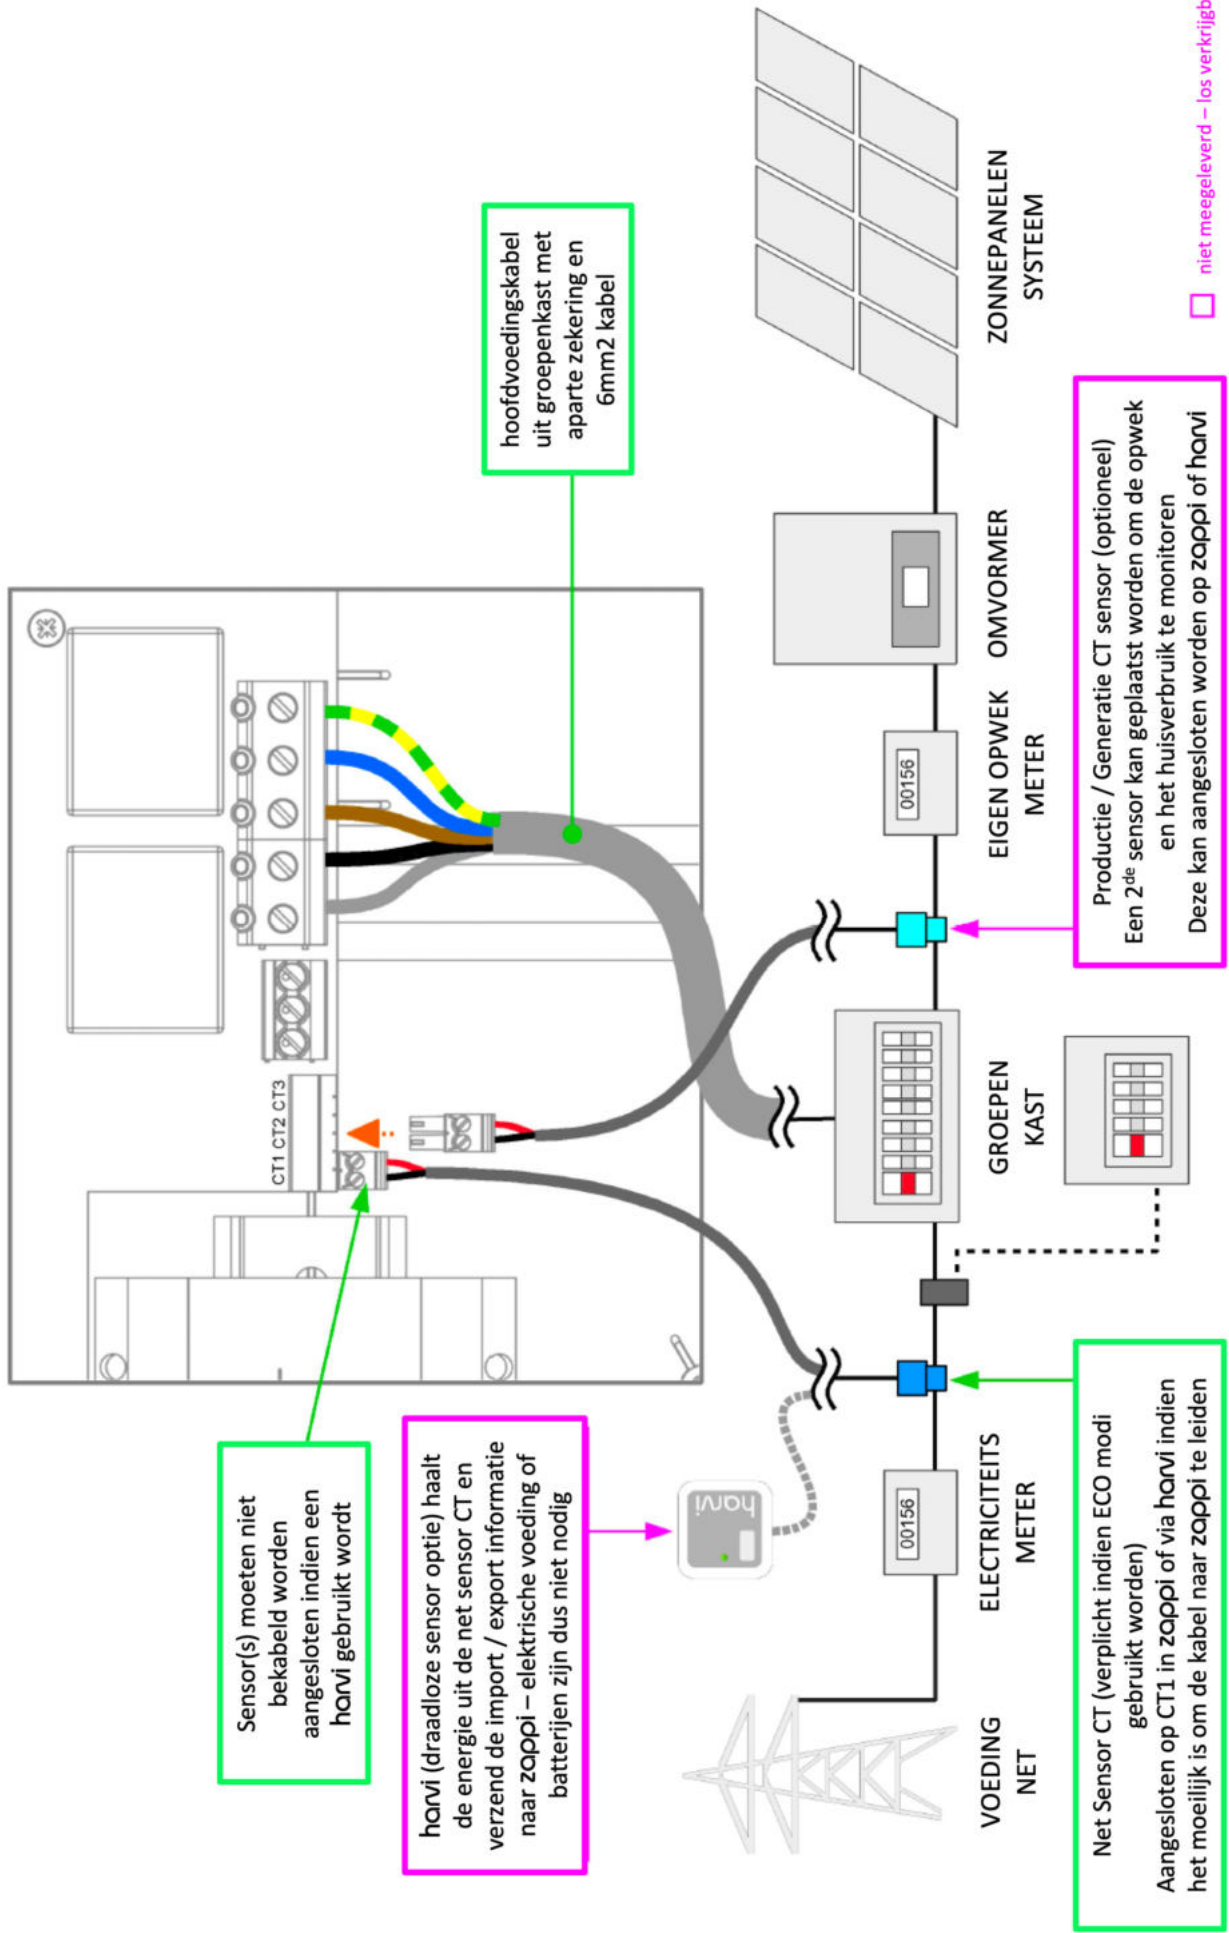 Sensor(s) moeten niet
bekabeld worden
aangesloten indien een
harvi gebruikt wordt
harvi (draadloze sensor optie) haalt
de energie uit de net sensor CT en
verzend de import / export informatie
naar zappi – elektrische voeding of
batterijen zijn dus niet nodig
CT1 CT2 CT3
hoofdvoedingskabel
uit groepenkast met
aparte zekering en
6mm2 kabel
harvi
00156
00156
VOEDING
NET
ELECTRICITEITS
METER
GROEPEN
KAST
EIGEN OPWEK
METER
OMVORMER
ZONNEPANELEN
SYSTEEM
Net Sensor CT (verplicht indien ECO modi
gebruikt worden)
Aangesloten op CT1 in zappi of via harvi indien
het moeilijk is om de kabel naar zappi te leiden
Productie / Generatie CT sensor (optioneel)
Een 2de sensor kan geplaatst worden om de opwek
en het huisverbruik te monitoren
Deze kan aangesloten worden op zappi of harvi
niet meegeleverd – los verkrijgb